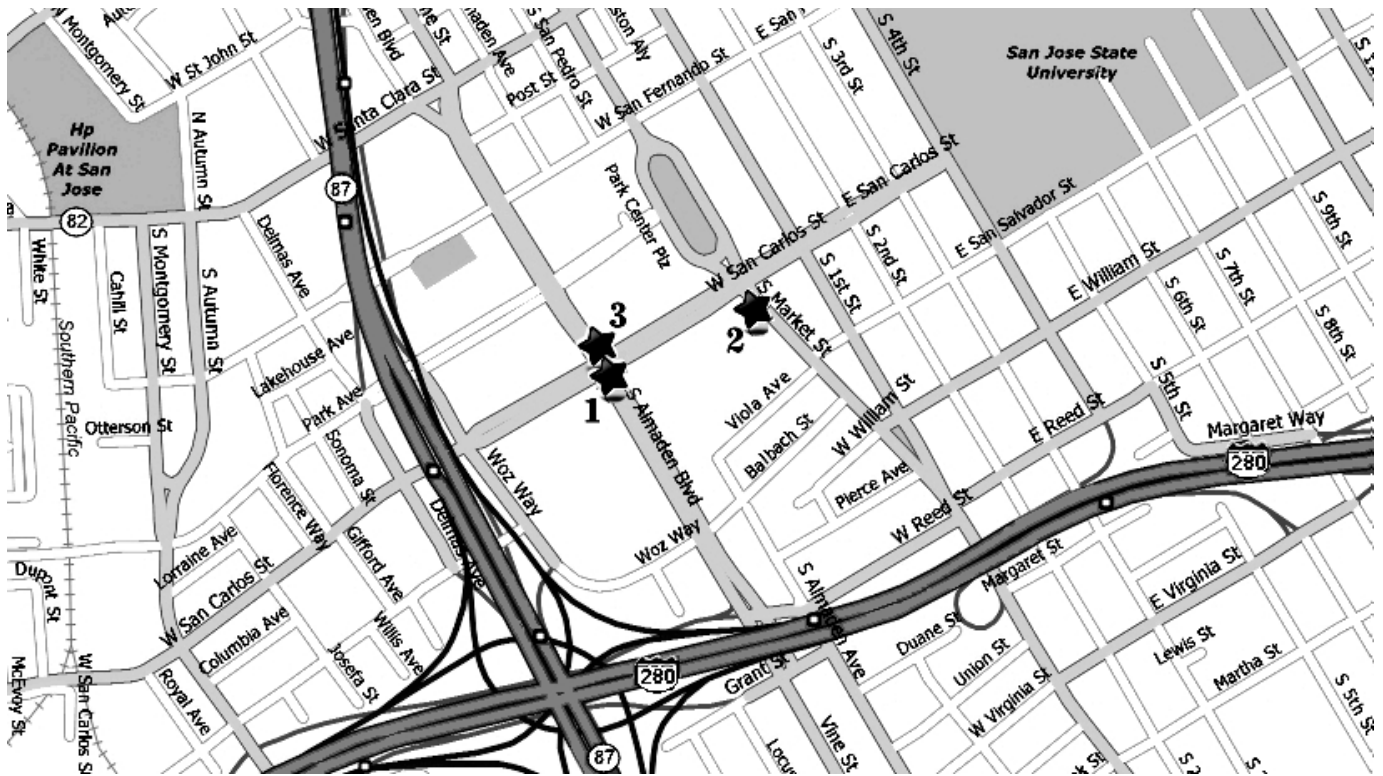 N Montgomery St
W St John St
S Pedro St
ston Aly
S 3rd St
S 4th St
San Jose State
University
Post St
W San Fernando St
Hp
Pavilion
At San
Jose
N Autumn St
87
82
Delmas Ave
Park Center Plz
W San Carlos St
E San Carlos St
E San Salvador St
S 9th St
S 7th St
E William St
S 6th St
S 8th St
S 2nd St
S 1st St
S Market St
White St
Cahill St
S Montgomery St
S Autumn St
Southern Pacific
3
2
1
Lakehouse Ave
Park Ave
Viola Ave
Balbach St
W William St
S 5th St
E Reed St
Margaret Way
280
Otterson St
S Almaden Blvd
Sonoma St
Woz Way
Pierce Ave
W Reed St
Florence Way
Delmas Ave
Gifford Ave
Woz Way
Lorraine Ave
Dupont St
W San Carlos St
Columbia Ave
Willis Ave
Josefa St
S Almaden Ave
Margaret St
E Virginia St
Duane St
Lewis St
Union St
Martha St
McEvoy St
W San Carlos St
Royal Ave
280
Grant St
W Virginia St
S 5th St
Vine St
87